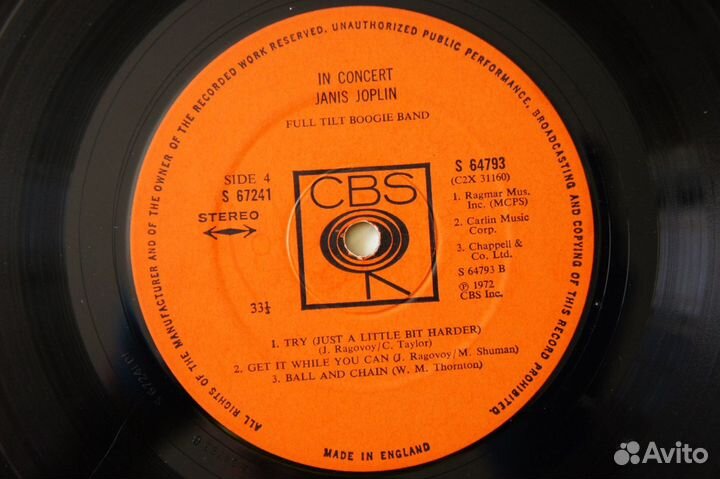 ALL RIGHTS OF THE MANUFACTURER AND OF THE OWNER OF THE RECORDED WORK RESERVED, UNAUTHORIZED PUBLIC PERFORMANCE, BROADCASTING AND COPYING OF THIS RECORD PROHIBITED.
IN CONCERT
JANIS JOPLIN
FULL TILT BOOGIE BAND
SIDE 4
S 67241
STEREO
CBS
S 64793
(C2X 31160)
1. Ragmar Mus.
Inc. (MCPS)
2. Carlin Music
Corp.
3. Chappell &
Co. Ltd.
S 64793 B
℗ 1972
CBS Inc.
33⅓
1. TRY (JUST A LITTLE BIT HARDER)
(J. Ragovoy/C. Taylor)
2. GET IT WHILE YOU CAN (J. Ragovoy/M. Shuman)
3. BALL AND CHAIN (W. M. Thornton)
MADE IN ENGLAND
Avito